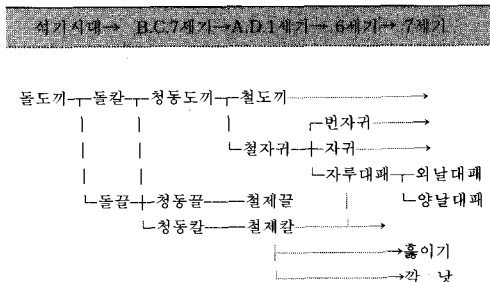 석기시대→ B.C.7세기→A.D.1세기→ 6세기→ 7세기
돌도끼 돌칼 청동도끼 철도끼
번자귀
철자귀 자귀
자루대패 외날대패
돌끌 청동끌 철제끌 양날대패
청동칼 철제칼
훑이기
깍 낫